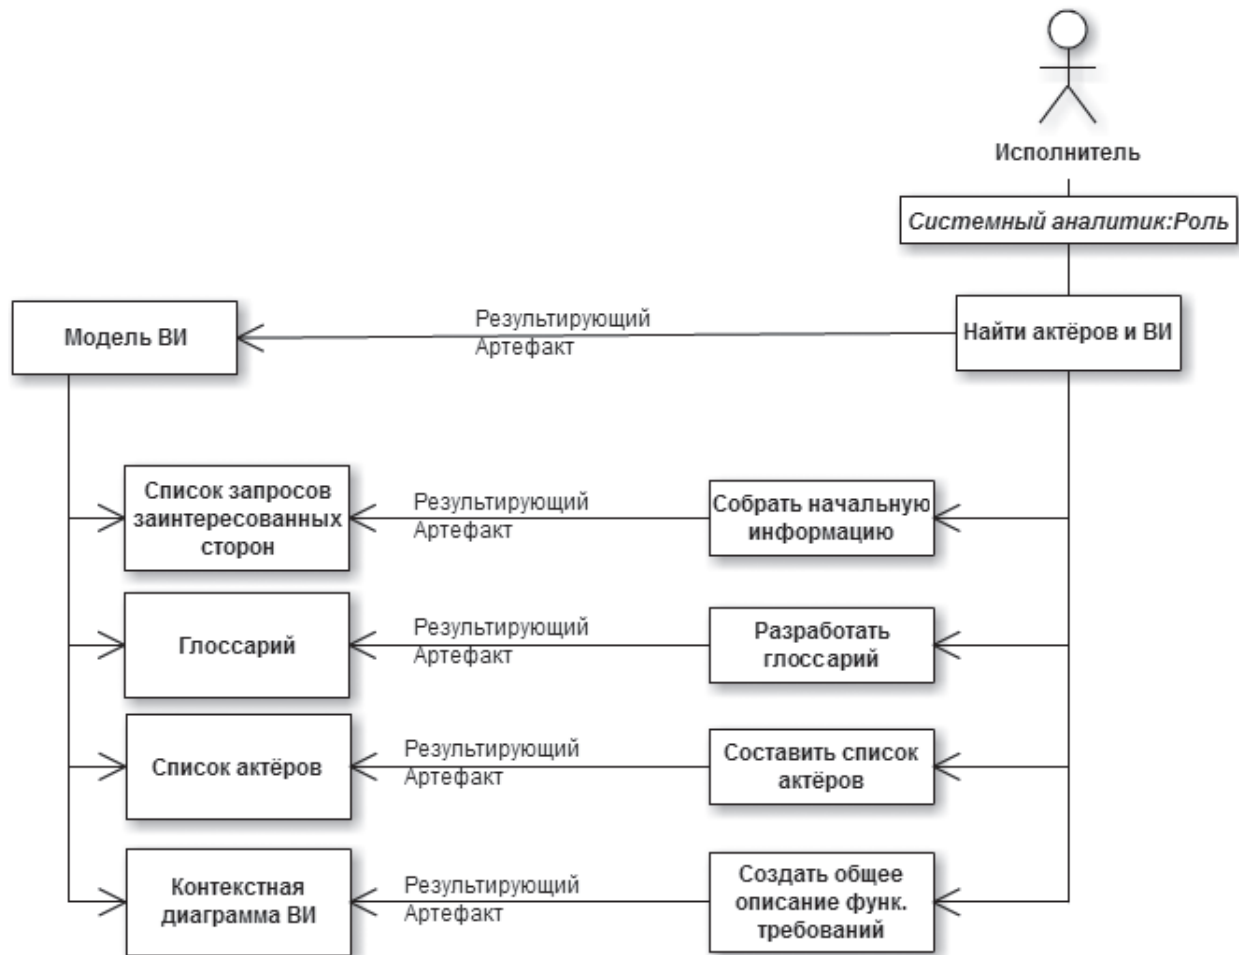 Исполнитель
Системный аналитик:Роль
Модель ВИ
Результирующий
Артефакт
Найти актёров и ВИ
Список запросов
заинтересованных
сторон
Результирующий
Артефакт
Собрать начальную
информацию
Глоссарий
Результирующий
Артефакт
Разработать
глоссарий
Список актёров
Результирующий
Артефакт
Составить список
актёров
Контекстная
диаграмма ВИ
Результирующий
Артефакт
Создать общее
описание функ.
требований